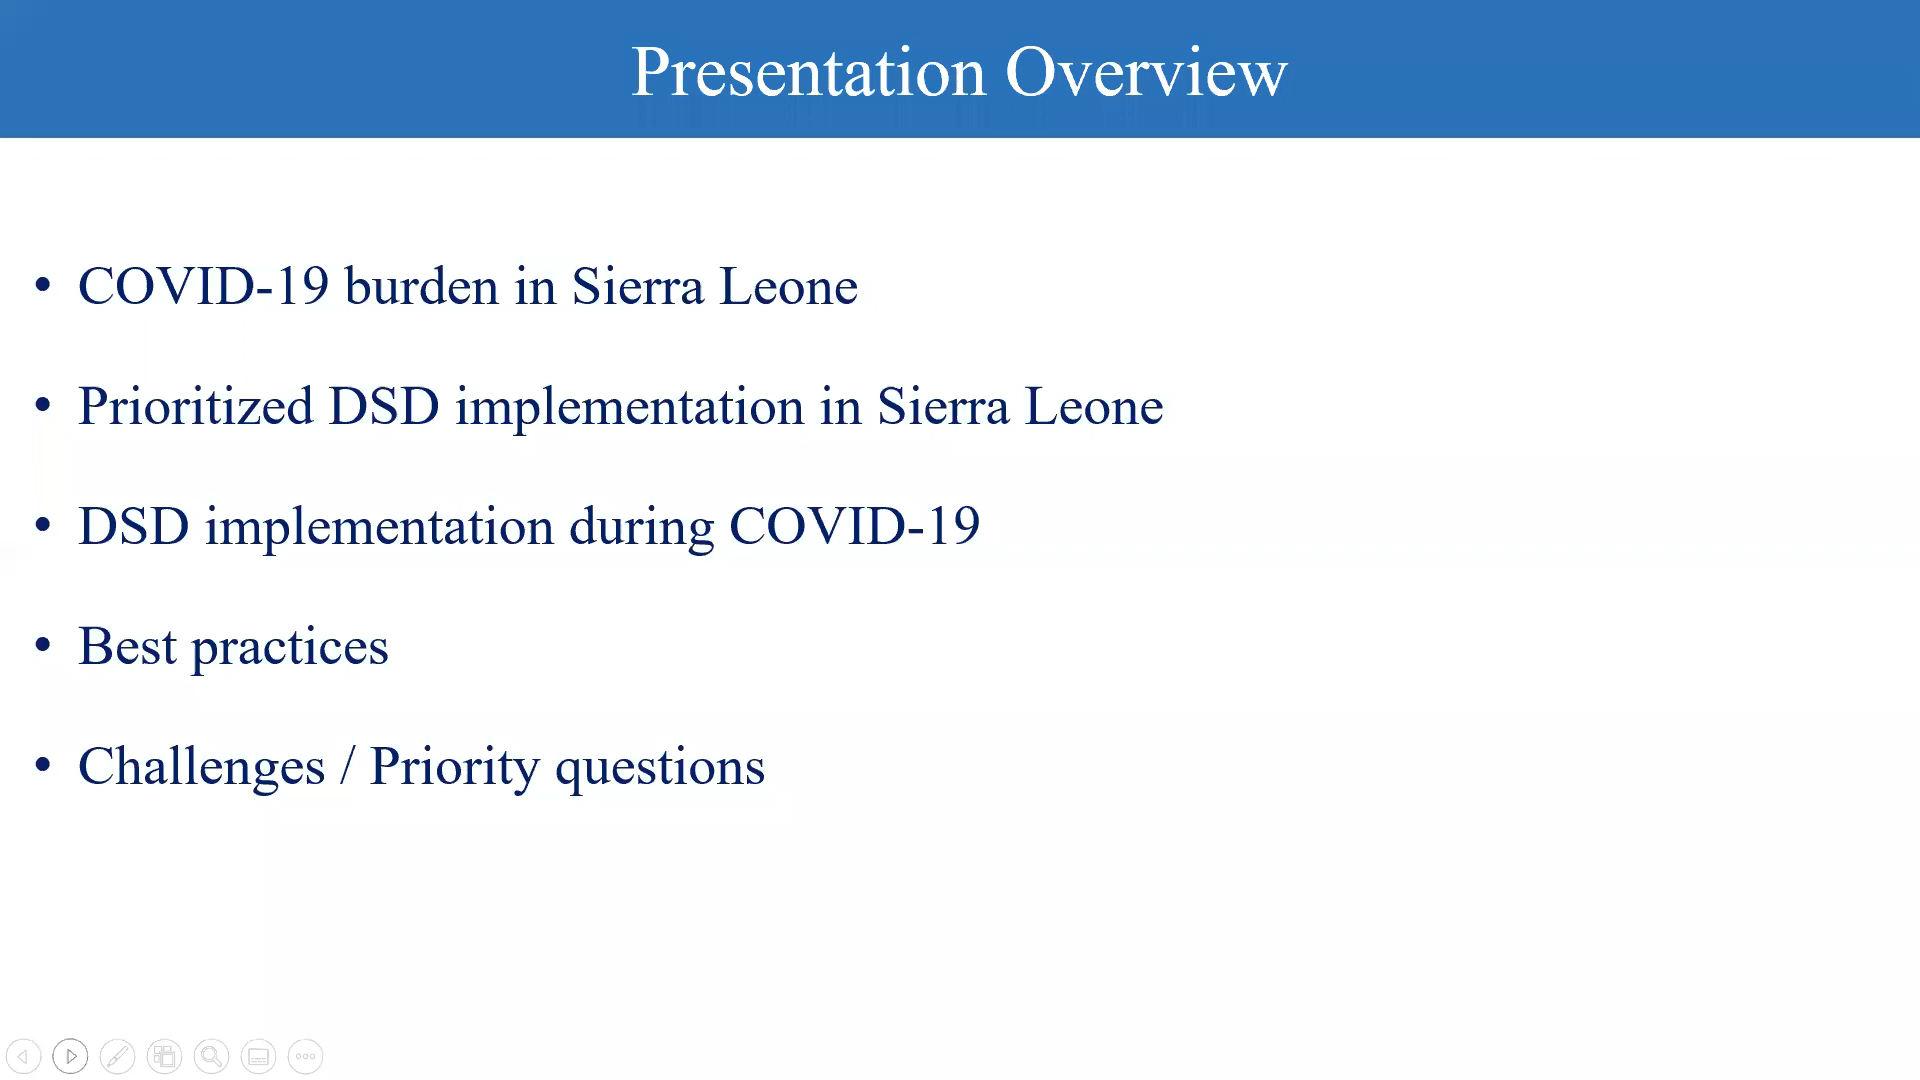 Presentation Overview
• COVID-19 burden in Sierra Leone
• Prioritized DSD implementation in Sierra Leone
• DSD implementation during COVID-19
• Best practices
• Challenges / Priority questions